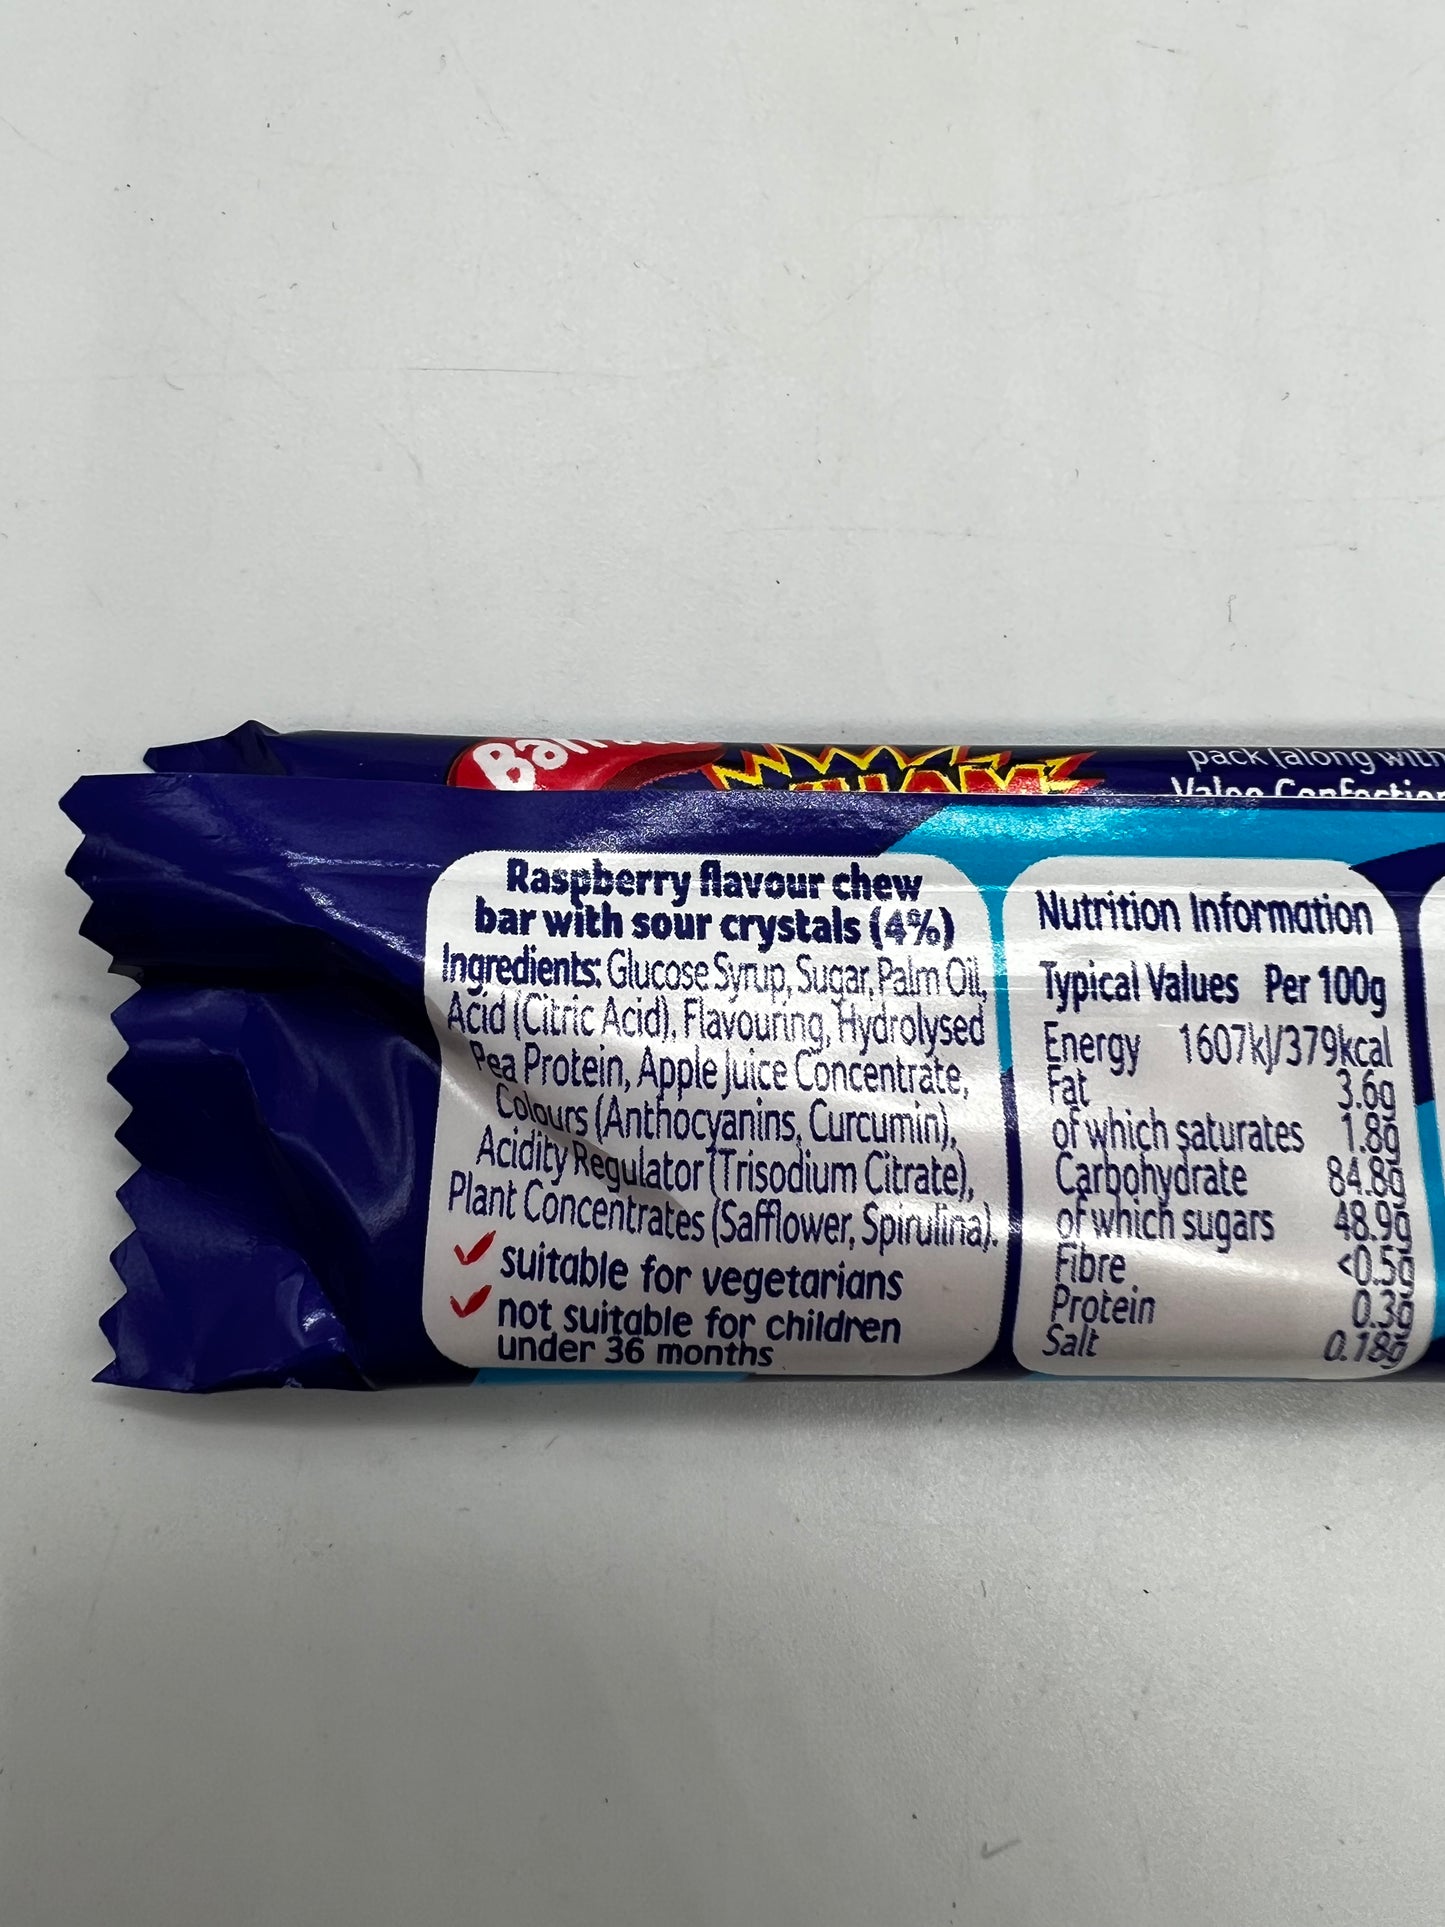 pack (along with
Valeo Confection
Raspberry flavour chew
bar with sour crystals (4%)
Ingredients: Glucose Syrup, Sugar, Palm Oil,
Acid (Citric Acid), Flavouring, Hydrolysed
Pea Protein, Apple Juice Concentrate,
Colours (Anthocyanins, Curcumin),
Acidity Regulator (Trisodium Citrate),
Plant Concentrates (Safflower, Spirulina).
suitable for vegetarians
not suitable for children
under 36 months
Nutrition Information
Typical Values Per 100g
Energy 1607kJ/379kcal
Fat 3.6g
of which saturates 1.8g
Carbohydrate 84.8g
of which sugars 48.9g
Fibre <0.5g
Protein 0.3g
Salt 0.18g